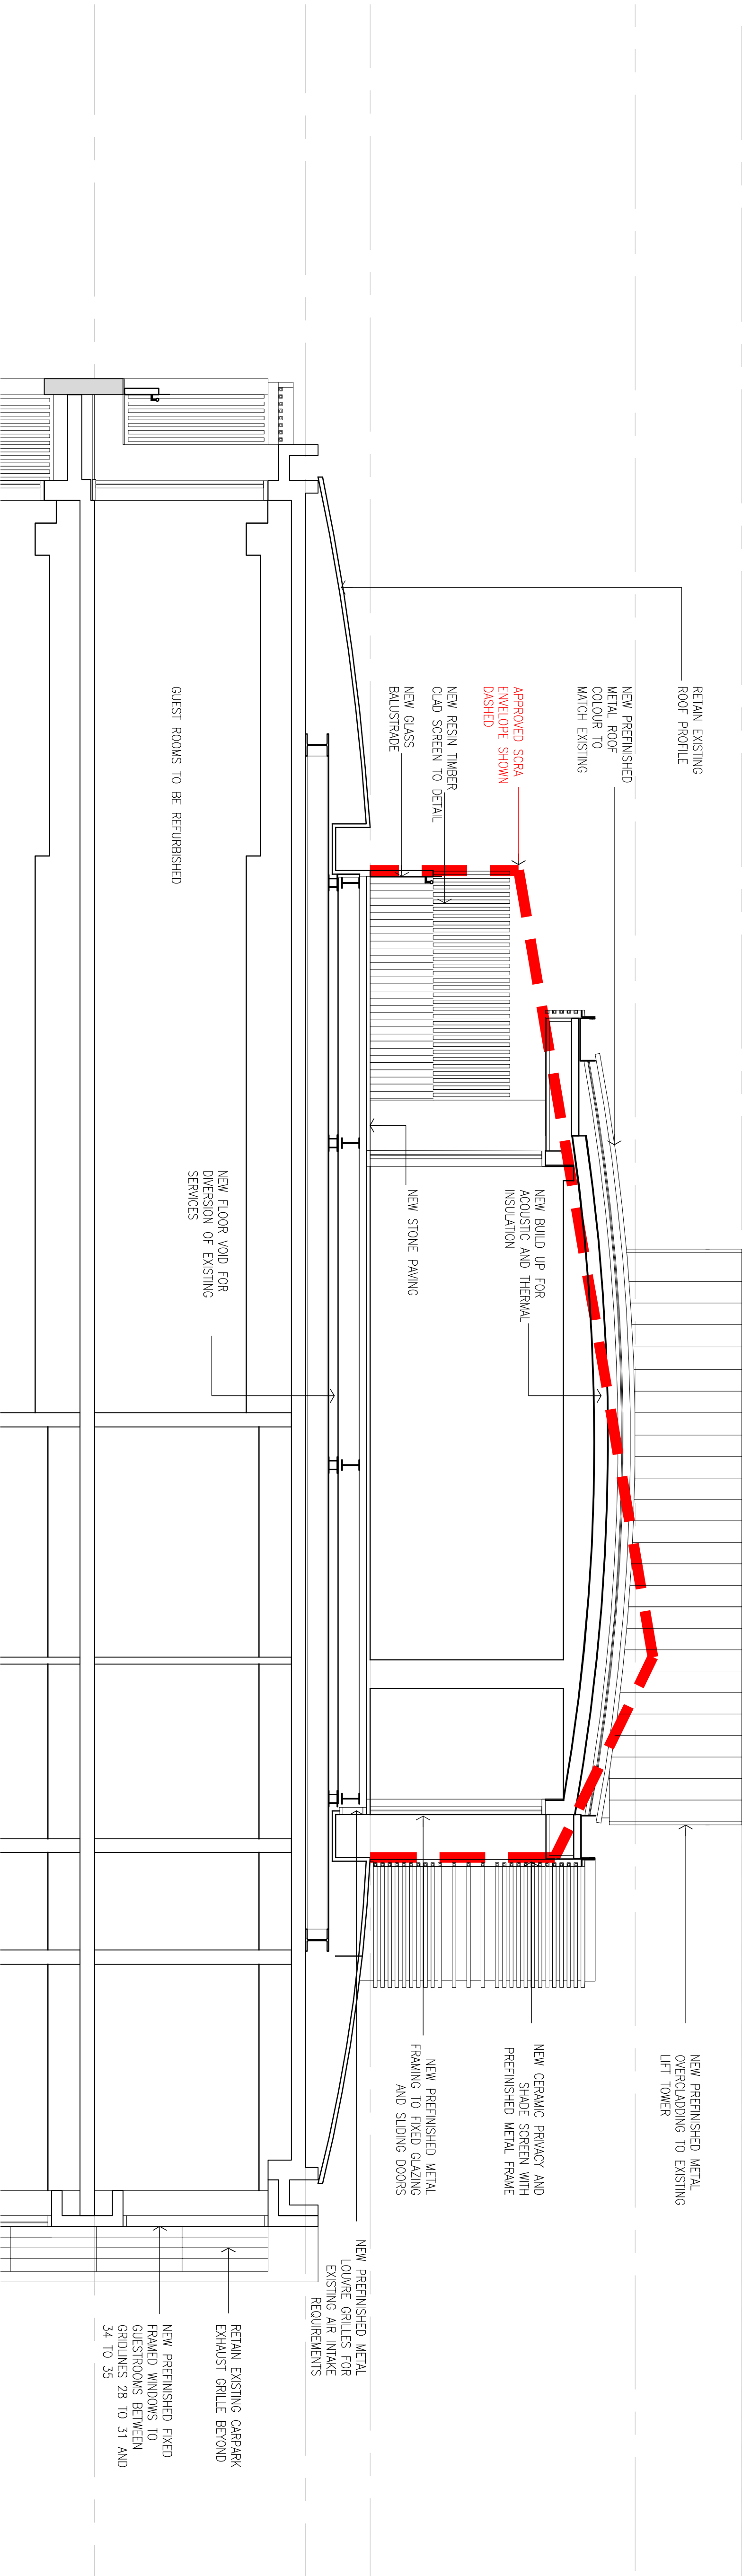 RETAIN EXISTING
ROOF PROFILE
NEW PREFINISHED
METAL ROOF
COLOUR TO
MATCH EXISTING
APPROVED SCRA
ENVELOPE SHOWN
DASHED
NEW RESIN TIMBER
CLAD SCREEN TO DETAIL
NEW GLASS
BALUSTRADE
GUEST ROOMS TO BE REFURBISHED
NEW BUILD UP FOR
ACOUSTIC AND THERMAL
INSULATION
NEW STONE PAVING
NEW FLOOR VOID FOR
DIVERSION OF EXISTING
SERVICES
NEW PREFINISHED METAL
OVERCLADDING TO EXISTING
LIFT TOWER
NEW CERAMIC PRIVACY AND
SHADE SCREEN WITH
PREFINISHED METAL FRAME
NEW PREFINISHED METAL
FRAMING TO FIXED GLAZING
AND SLIDING DOORS
NEW PREFINISHED METAL
LOUVRE GRILLES FOR
EXISTING AIR INTAKE
REQUIREMENTS
RETAIN EXISTING CARPARK
EXHAUST GRILLE BEYOND
NEW PREFINISHED FIXED
FRAMED WINDOWS TO
GUESTROOMS BETWEEN
GRIDLINES 28 TO 31 AND
34 TO 35